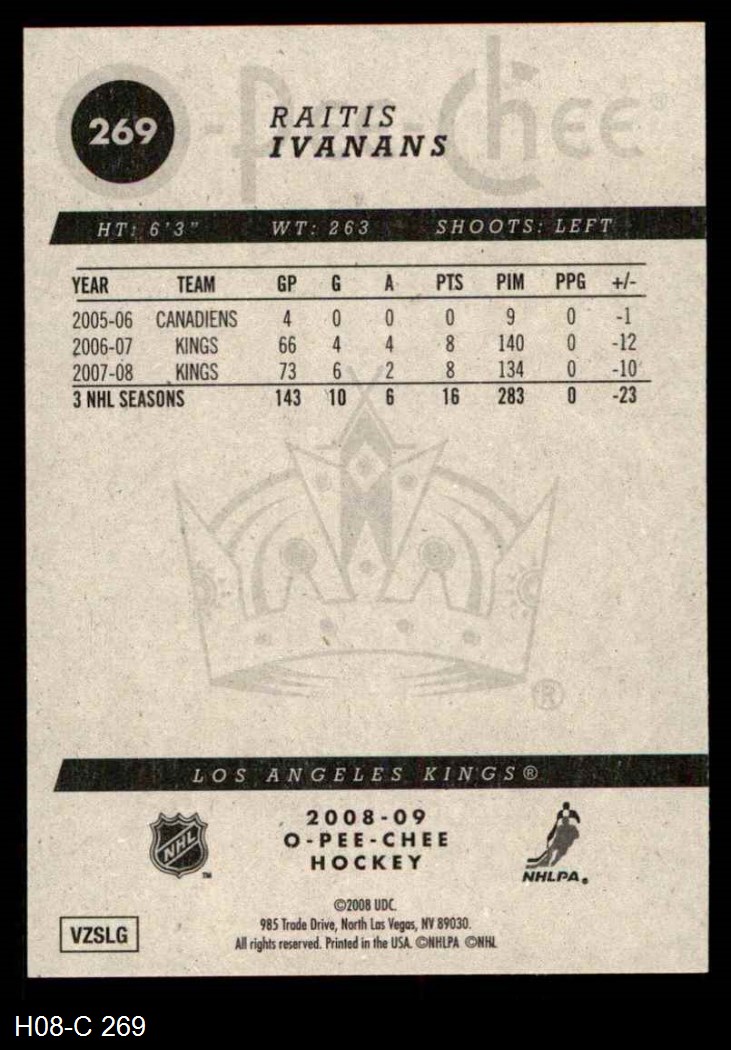 O-Pee-Chee®
269
RAITIS
IVANANS
HT: 6'3" WT: 263 SHOOTS: LEFT
YEAR TEAM GP G A PTS PIM PPG +/-
2005-06 CANADIENS 4 0 0 0 9 0 -1
2006-07 KINGS 66 4 4 8 140 0 -12
2007-08 KINGS 73 6 2 8 134 0 -10
3 NHL SEASONS 143 10 6 16 283 0 -23
®
LOS ANGELES KINGS®
2008-09
O-PEE-CHEE
HOCKEY
NHL
TM
NHLPA®
©2008 UDC.
985 Trade Drive, North Las Vegas, NV 89030.
All rights reserved. Printed in the USA. ©NHLPA ©NHL
VZSLG
H08-C 269